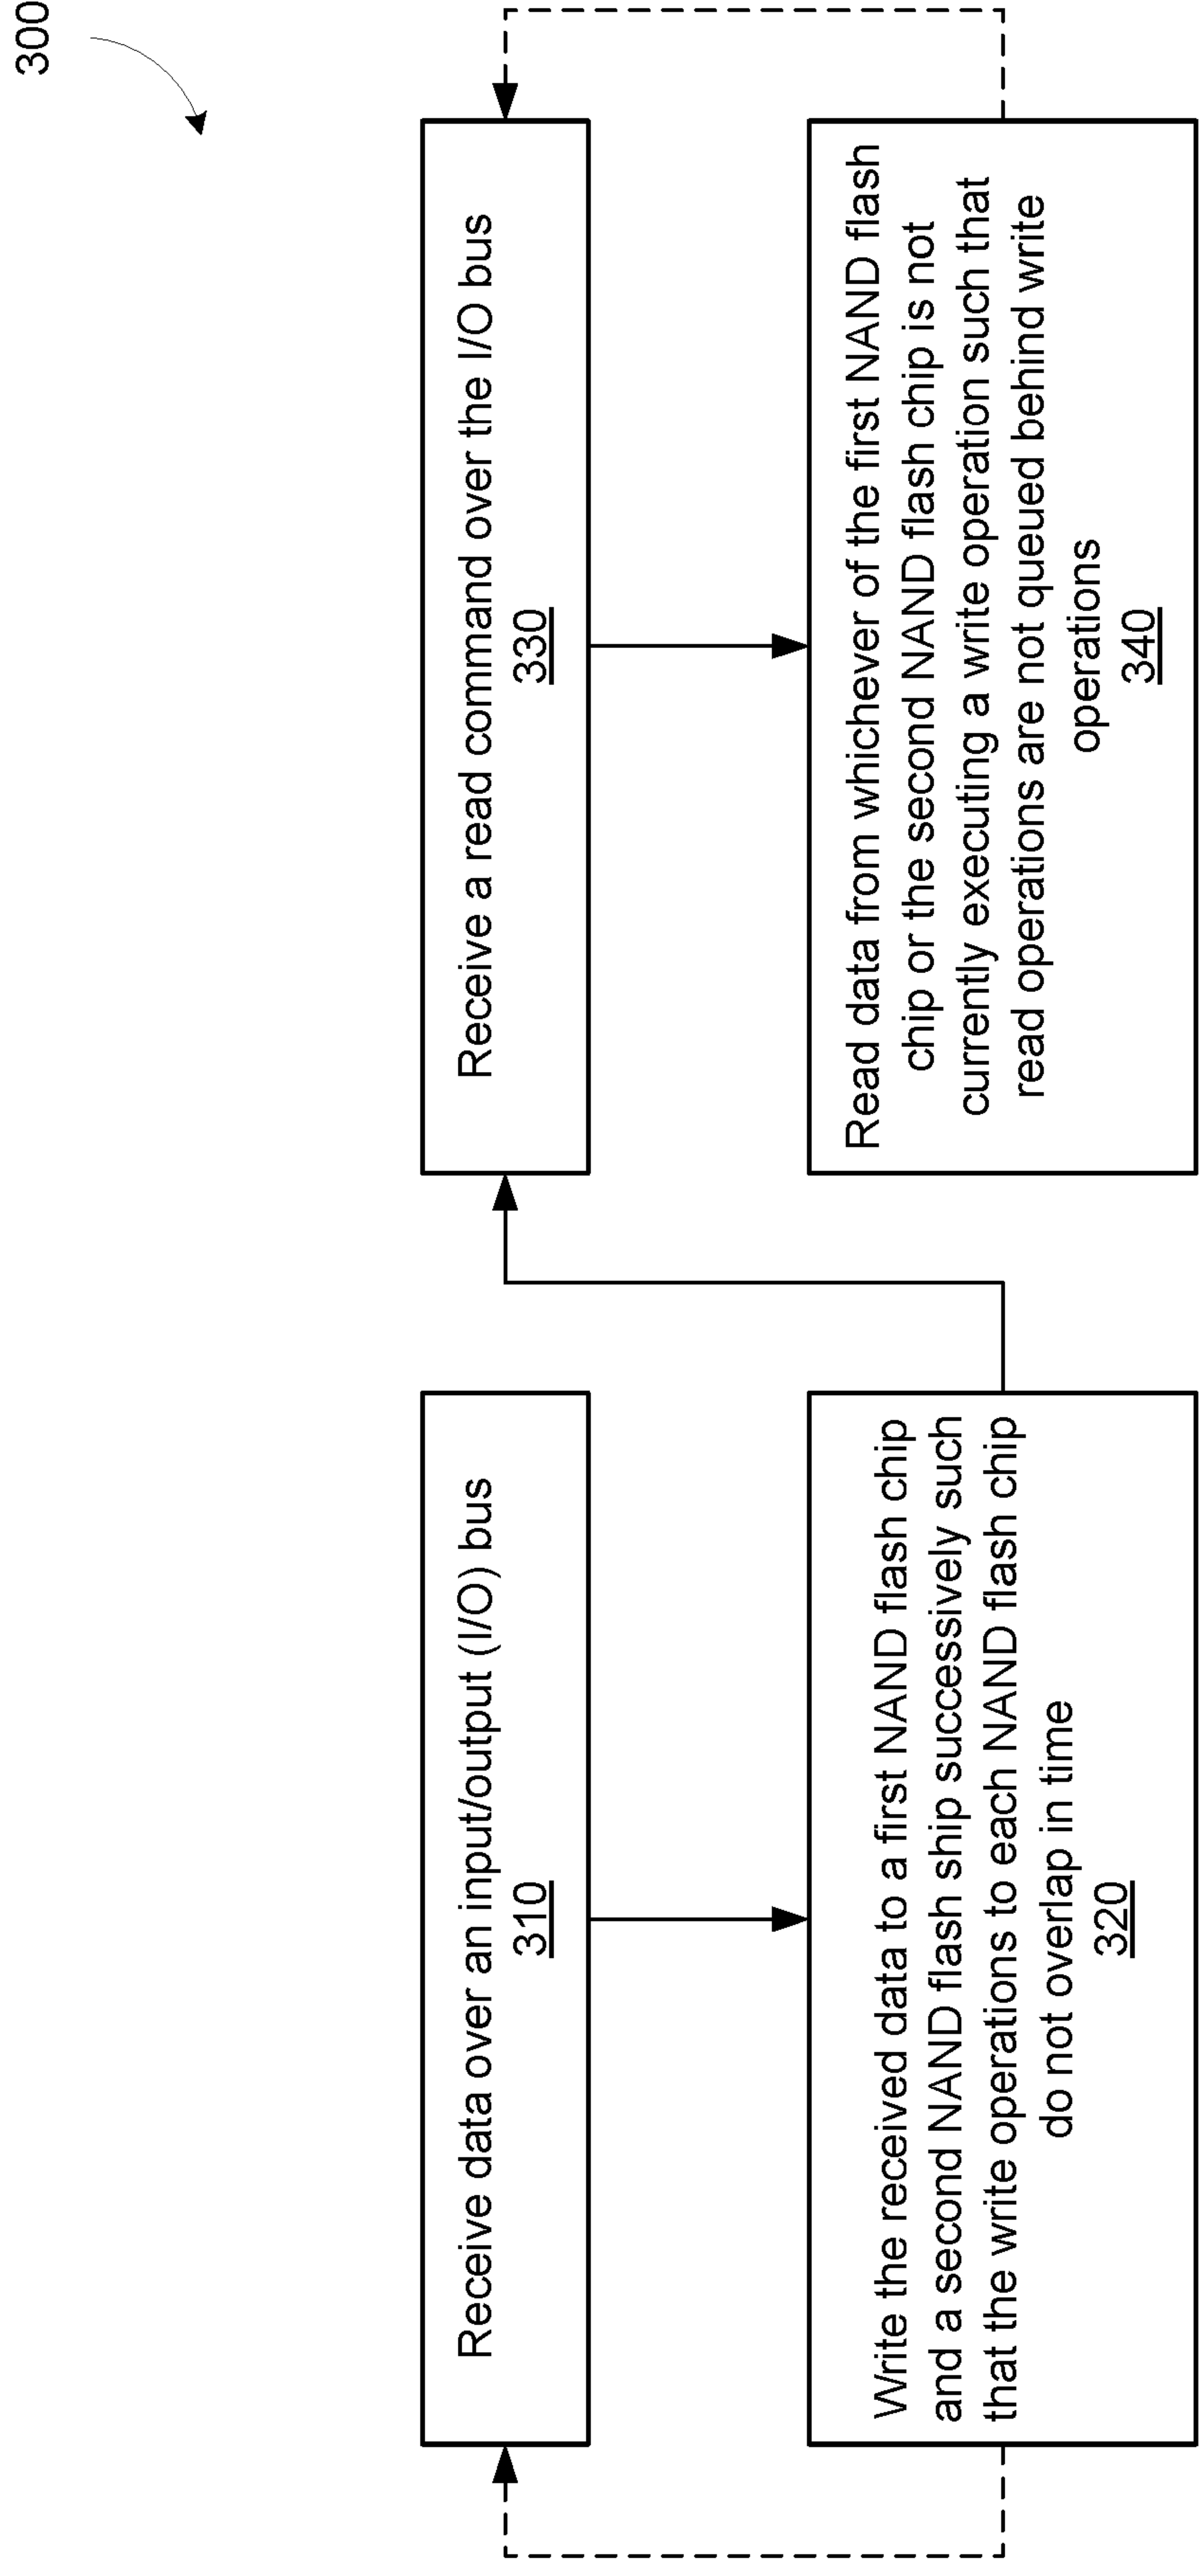 300
Receive data over an input/output (I/O) bus
310
Write the received data to a first NAND flash chip
and a second NAND flash ship successively such
that the write operations to each NAND flash chip
do not overlap in time
320
Receive a read command over the I/O bus
330
Read data from whichever of the first NAND flash
chip or the second NAND flash chip is not
currently executing a write operation such that
read operations are not queued behind write
operations
340